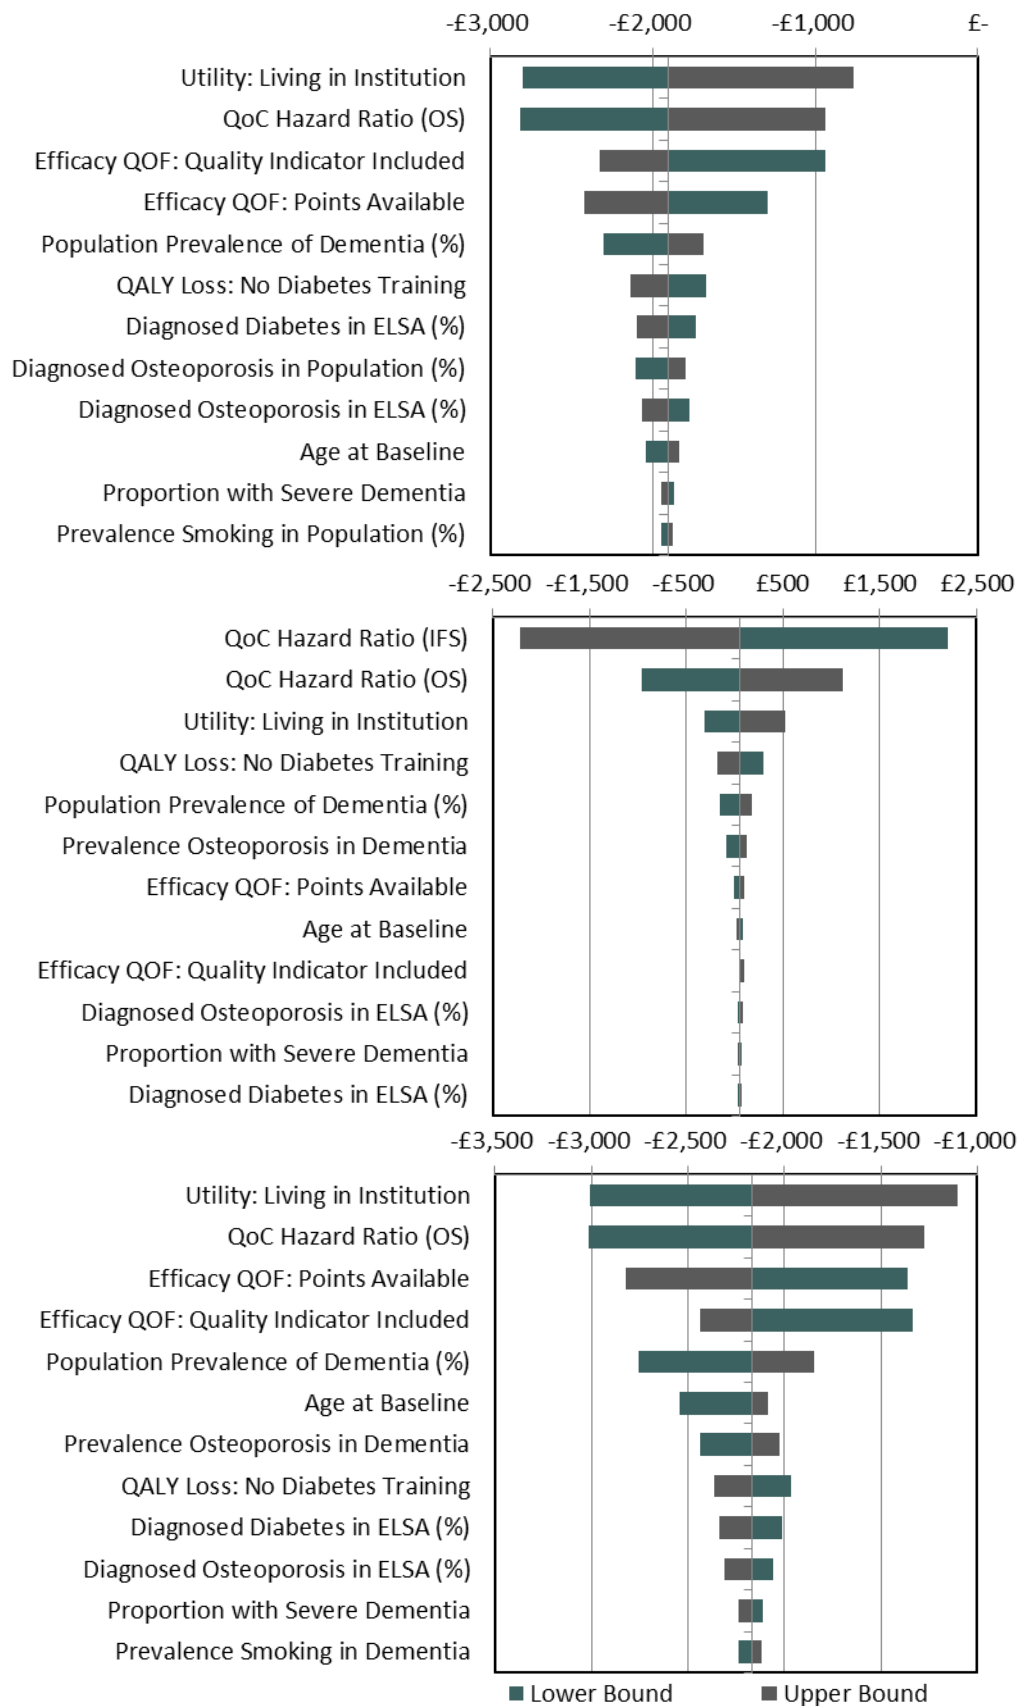 -£3,000 -£2,000 -£1,000 £-
Utility: Living in Institution
QoC Hazard Ratio (OS)
Efficacy QOF: Quality Indicator Included
Efficacy QOF: Points Available
Population Prevalence of Dementia (%)
QALY Loss: No Diabetes Training
Diagnosed Diabetes in ELSA (%)
Diagnosed Osteoporosis in Population (%)
Diagnosed Osteoporosis in ELSA (%)
Age at Baseline
Proportion with Severe Dementia
Prevalence Smoking in Population (%)
-£2,500 -£1,500 -£500 £500 £1,500 £2,500
QoC Hazard Ratio (IFS)
QoC Hazard Ratio (OS)
Utility: Living in Institution
QALY Loss: No Diabetes Training
Population Prevalence of Dementia (%)
Prevalence Osteoporosis in Dementia
Efficacy QOF: Points Available
Age at Baseline
Efficacy QOF: Quality Indicator Included
Diagnosed Osteoporosis in ELSA (%)
Proportion with Severe Dementia
Diagnosed Diabetes in ELSA (%)
-£3,500 -£3,000 -£2,500 -£2,000 -£1,500 -£1,000
Utility: Living in Institution
QoC Hazard Ratio (OS)
Efficacy QOF: Points Available
Efficacy QOF: Quality Indicator Included
Population Prevalence of Dementia (%)
Age at Baseline
Prevalence Osteoporosis in Dementia
QALY Loss: No Diabetes Training
Diagnosed Diabetes in ELSA (%)
Diagnosed Osteoporosis in ELSA (%)
Proportion with Severe Dementia
Prevalence Smoking in Dementia
Lower Bound Upper Bound